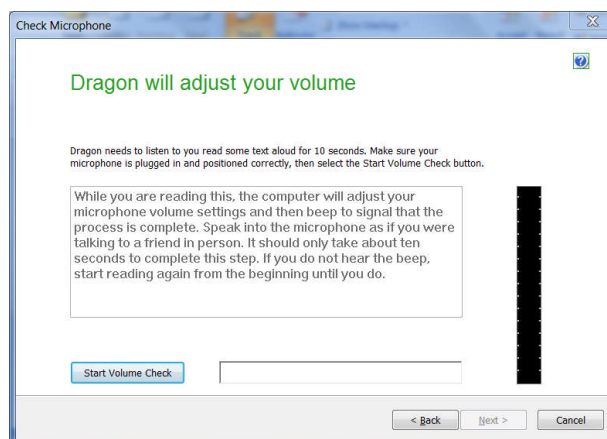 Check Microphone
Dragon will adjust your volume
Dragon needs to listen to you read some text aloud for 10 seconds. Make sure your
microphone is plugged in and positioned correctly, then select the Start Volume Check button.
While you are reading this, the computer will adjust your
microphone volume settings and then beep to signal that the
process is complete. Speak into the microphone as if you were
talking to a friend in person. It should only take about ten
seconds to complete this step. If you do not hear the beep,
start reading again from the beginning until you do.
Start Volume Check
< Back Next > Cancel